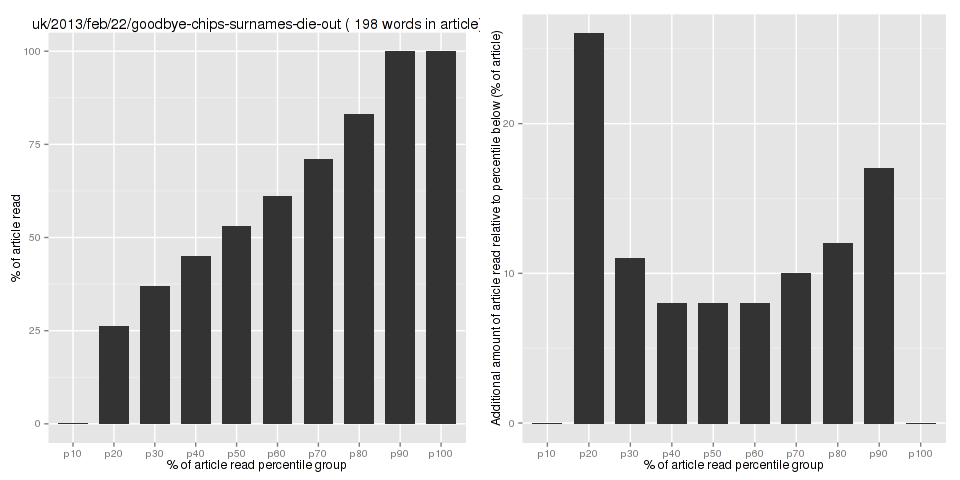 uk/2013/feb/22/goodbye-chips-surnames-die-out ( 198 words in article)
% of article read
100
75
50
25
0
p10 p20 p30 p40 p50 p60 p70 p80 p90 p100
% of article read percentile group
Additional amount of article read relative to percentile below (% of article)
20
10
0
p10 p20 p30 p40 p50 p60 p70 p80 p90 p100
% of article read percentile group